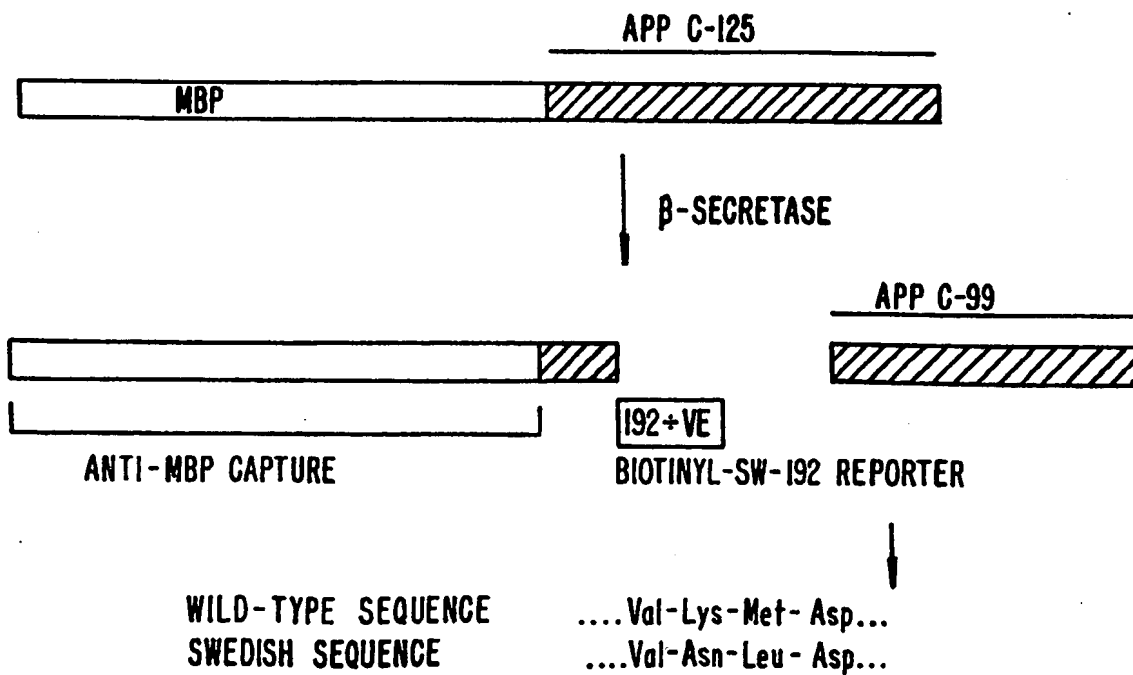 APP C-125
MBP
β-SECRETASE
APP C-99
192+VE
ANTI-MBP CAPTURE
BIOTINYL-SW-192 REPORTER
WILD-TYPE SEQUENCE ....Val-Lys-Met-Asp...
SWEDISH SEQUENCE ....Val-Asn-Leu-Asp...